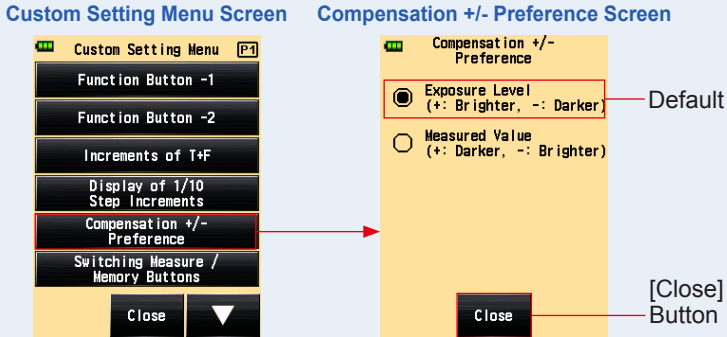 Custom Setting Menu Screen
Custom Setting Menu P1
Function Button -1
Function Button -2
Increments of T+F
Display of 1/10
Step Increments
Compensation +/-
Preference
Switching Measure /
Memory Buttons
Close
Compensation +/- Preference Screen
Compensation +/-
Preference
Exposure Level
(+: Brighter, -: Darker)
Default
Measured Value
(+: Darker, -: Brighter)
Close
[Close]
Button